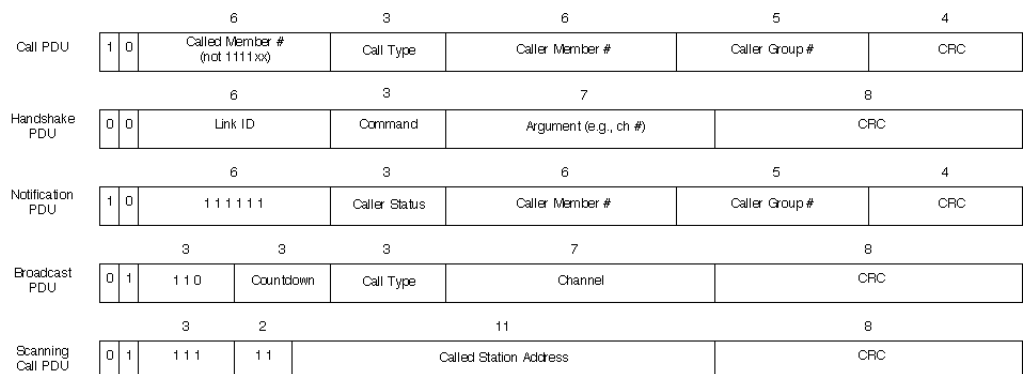 6 3 6 5 4
Call PDU 1 0 Called Member # (not 1111xx) Call Type Caller Member # Caller Group # CRC
6 3 7 8
Handshake PDU 0 0 Link ID Command Argument (e.g., ch #) CRC
6 3 6 5 4
Notification PDU 1 0 1 1 1 1 1 1 Caller Status Caller Member # Caller Group # CRC
3 3 3 7 8
Broadcast PDU 0 1 1 1 0 Countdown Call Type Channel CRC
3 2 11 8
Scanning Call PDU 0 1 1 1 1 1 1 Called Station Address CRC